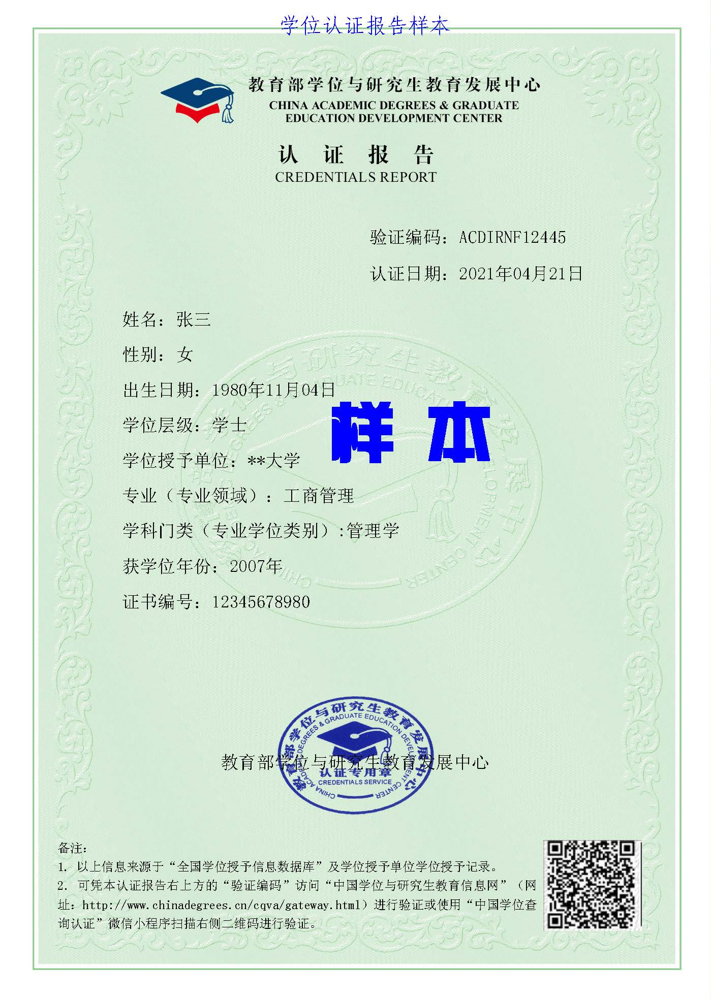 学位认证报告样本
教育部学位与研究生教育发展中心
CHINA ACADEMIC DEGREES & GRADUATE
EDUCATION DEVELOPMENT CENTER
认 证 报 告
CREDENTIALS REPORT
验证编码：ACDIRNF12445
认证日期：2021年04月21日
姓名：张三
性别：女
出生日期：1980年11月04日
学位层级：学士
样 本
学位授予单位：**大学
专业（专业领域）：工商管理
学科门类（专业学位类别）:管理学
获学位年份：2007年
证书编号：12345678980
教育部学位与研究生教育发展中心
CHINA ACADEMIC DEGREES & GRADUATE EDUCATION DEVELOPMENT CENTER
教育部学位与研究生教育发展中心
认证专用章
CREDENTIALS SERVICE
备注：
1. 以上信息来源于“全国学位授予信息数据库”及学位授予单位学位授予记录。
2. 可凭本认证报告右上方的“验证编码”访问“中国学位与研究生教育信息网”（网
址：http://www.chinadegrees.cn/cqva/gateway.html）进行验证或使用“中国学位查
询认证”微信小程序扫描右侧二维码进行验证。